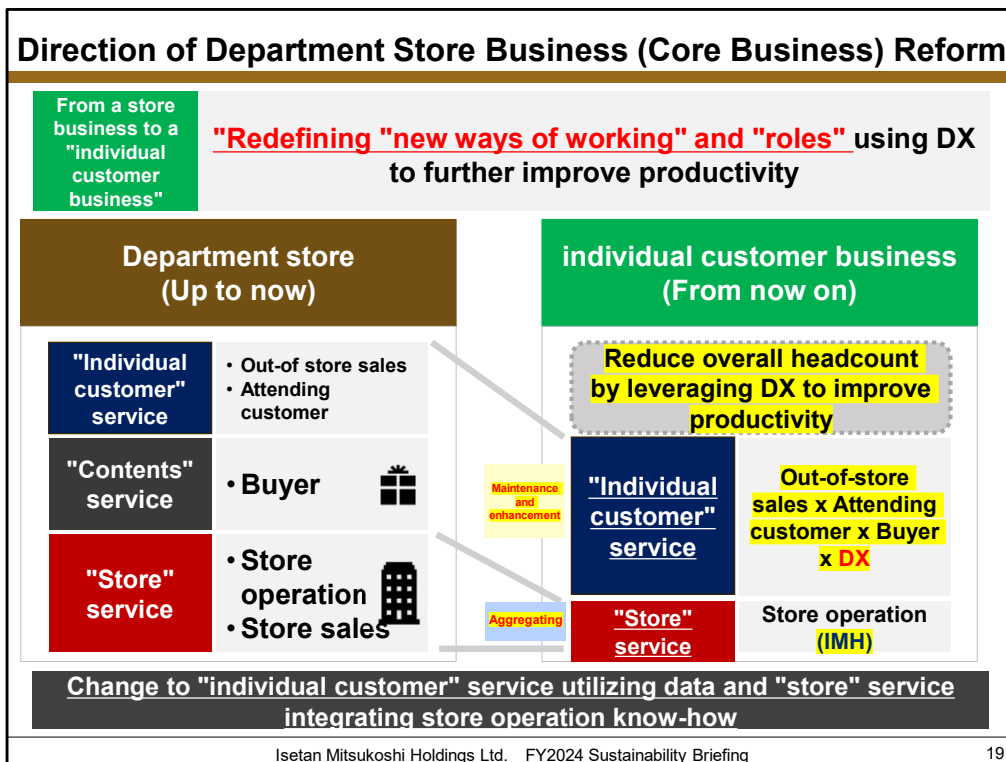 Direction of Department Store Business (Core Business) Reform
From a store
business to a
"individual
customer
business"
"Redefining "new ways of working" and "roles" using DX
to further improve productivity
Department store
(Up to now)
"Individual
customer"
service
• Out-of store sales
• Attending
customer
"Contents"
service
• Buyer
"Store"
service
• Store
operation
• Store sales
Maintenance
and
enhancement
Aggregating
individual customer business
(From now on)
Reduce overall headcount
by leveraging DX to improve
productivity
"Individual
customer"
service
Out-of-store
sales x Attending
customer x Buyer
x DX
"Store"
service
Store operation
(IMH)
Change to "individual customer" service utilizing data and "store" service
integrating store operation know-how
Isetan Mitsukoshi Holdings Ltd. FY2024 Sustainability Briefing
19